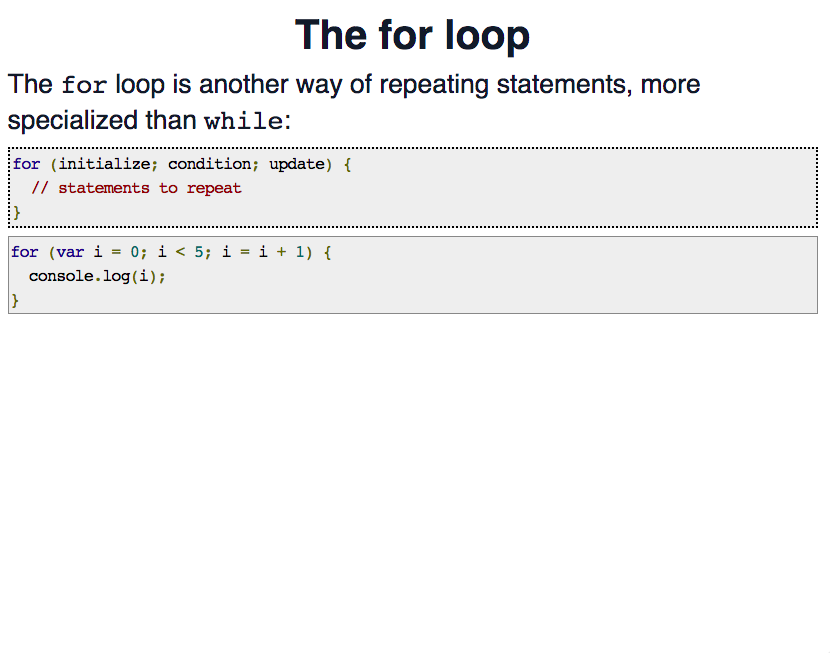 The for loop
The for loop is another way of repeating statements, more
specialized than while:
for (initialize; condition; update) {
  // statements to repeat
}
for (var i = 0; i < 5; i = i + 1) {
  console.log(i);
}